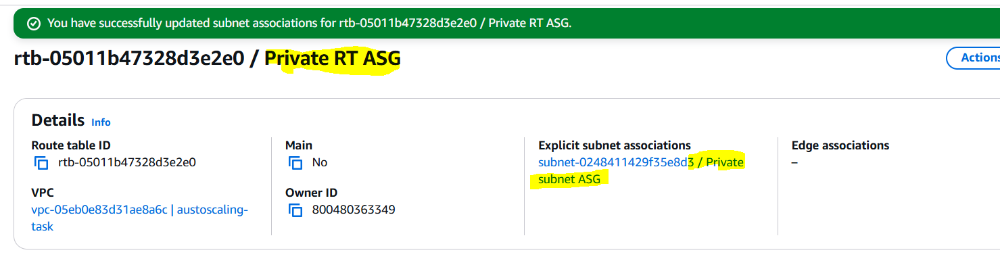 You have successfully updated subnet associations for rtb-05011b47328d3e2e0 / Private RT ASG.
rtb-05011b47328d3e2e0 / Private RT ASG
Actions
Details Info
Route table ID
rtb-05011b47328d3e2e0
Main
No
Explicit subnet associations
subnet-0248411429f35e8d3 / Private
subnet ASG
Edge associations
–
VPC
vpc-05eb0e83d31ae8a6c | austoscaling-
task
Owner ID
800480363349